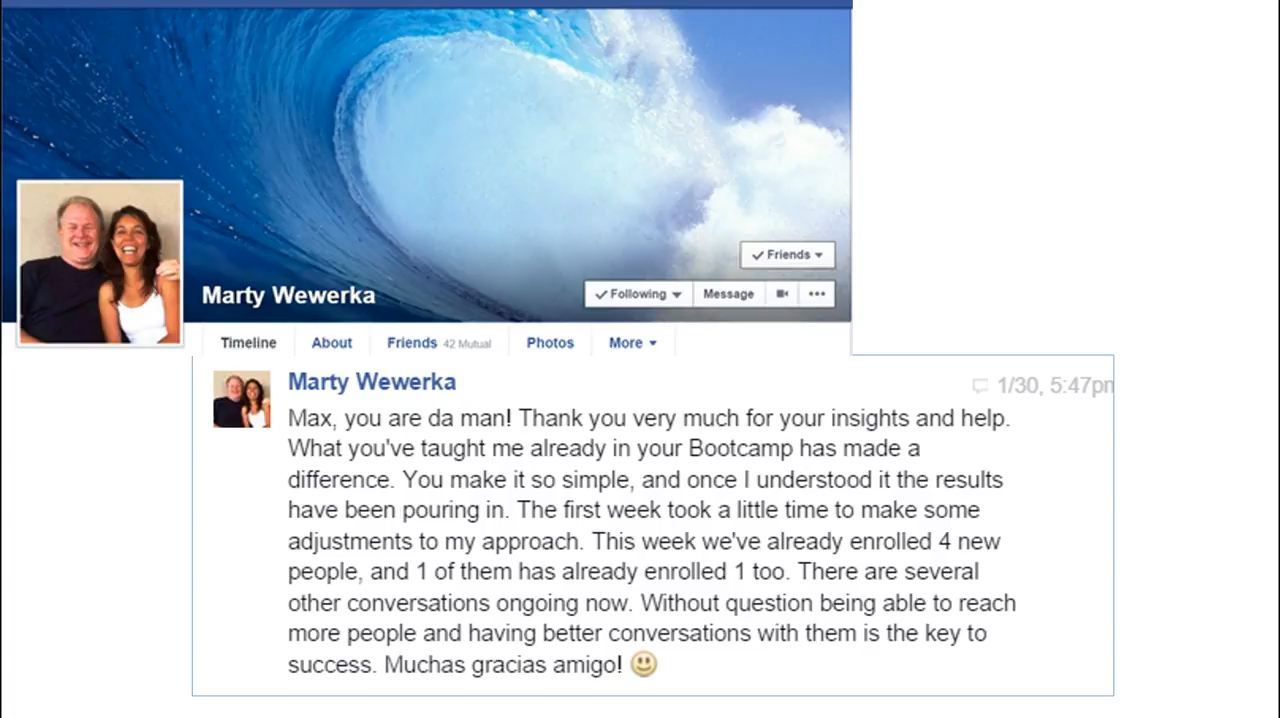 Friends
Marty Wewerka
Following
Message
Timeline
About
Friends 42 Mutual
Photos
More
Marty Wewerka
1/30, 5:47pm
Max, you are da man! Thank you very much for your insights and help.
What you've taught me already in your Bootcamp has made a
difference. You make it so simple, and once I understood it the results
have been pouring in. The first week took a little time to make some
adjustments to my approach. This week we've already enrolled 4 new
people, and 1 of them has already enrolled 1 too. There are several
other conversations ongoing now. Without question being able to reach
more people and having better conversations with them is the key to
success. Muchas gracias amigo!